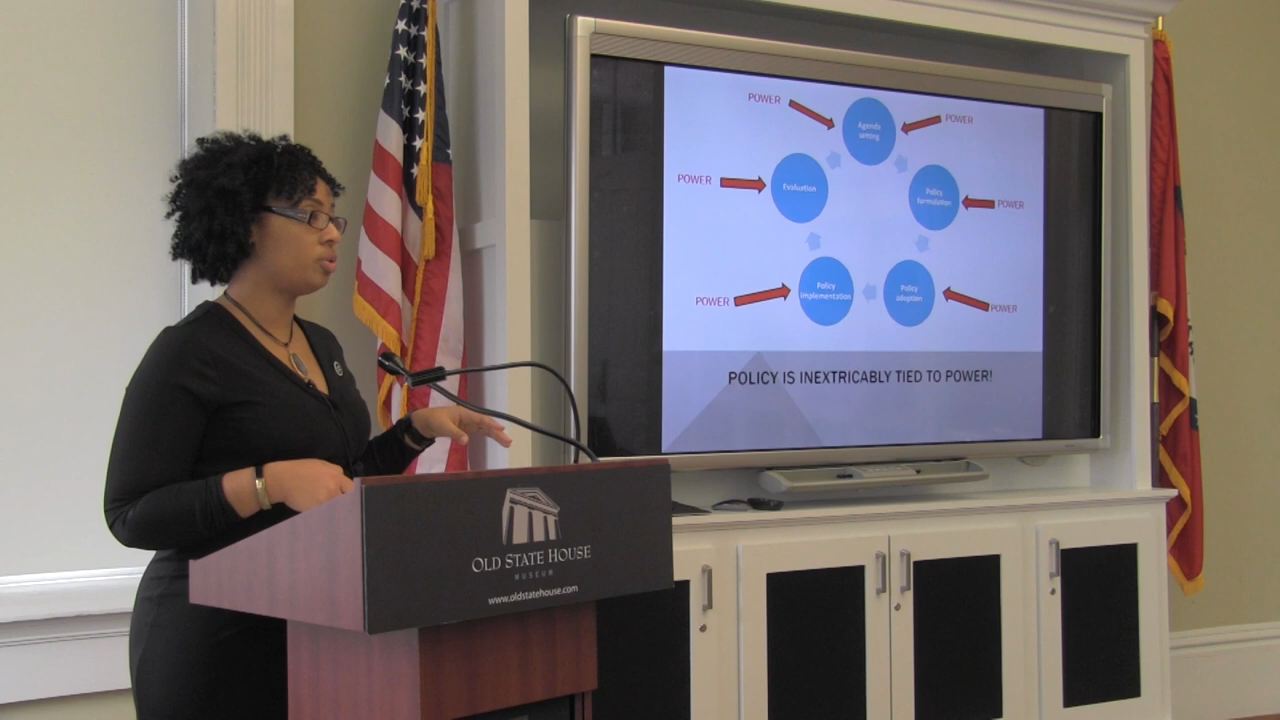 POWER
Agenda
setting
POWER
POWER
Evaluation
Policy
formulation
POWER
POWER
Policy
implementation
Policy
adoption
POWER
POLICY IS INEXTRICABLY TIED TO POWER!
OLD STATE HOUSE
MUSEUM
www.oldstatehouse.com